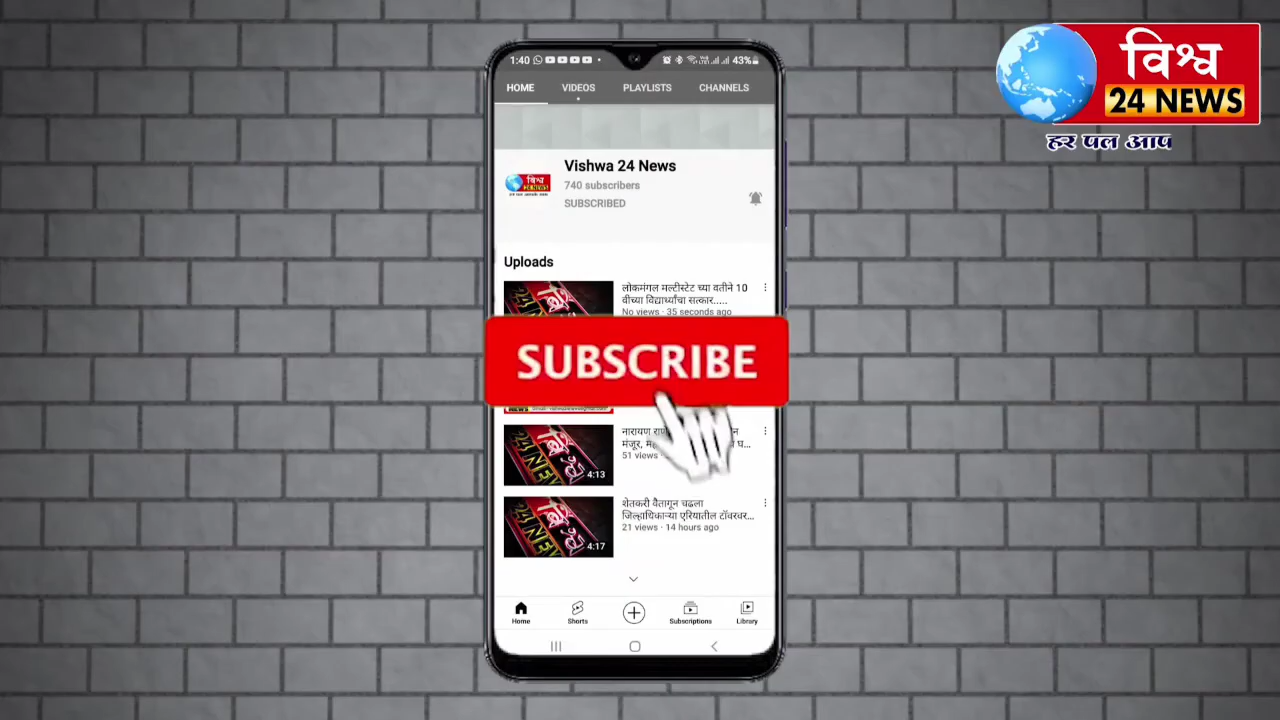 विश्व
24 NEWS
हर पल आप
1:40
43%
HOME VIDEOS PLAYLISTS CHANNELS
Vishwa 24 News
740 subscribers
SUBSCRIBED
Uploads
लोकमंगल मल्टीस्टेट च्या वतीने 10
वीच्या विद्यार्थ्यांचा सत्कार.....
No views · 35 seconds ago
SUBSCRIBE
नारायण
मंजूर,
51 views
4:13
शेतकरी वैतागून चढला
जिल्हाधिकाऱ्या एरियातील टॉवरवर...
21 views · 14 hours ago
4:17
Home Shorts Subscriptions Library